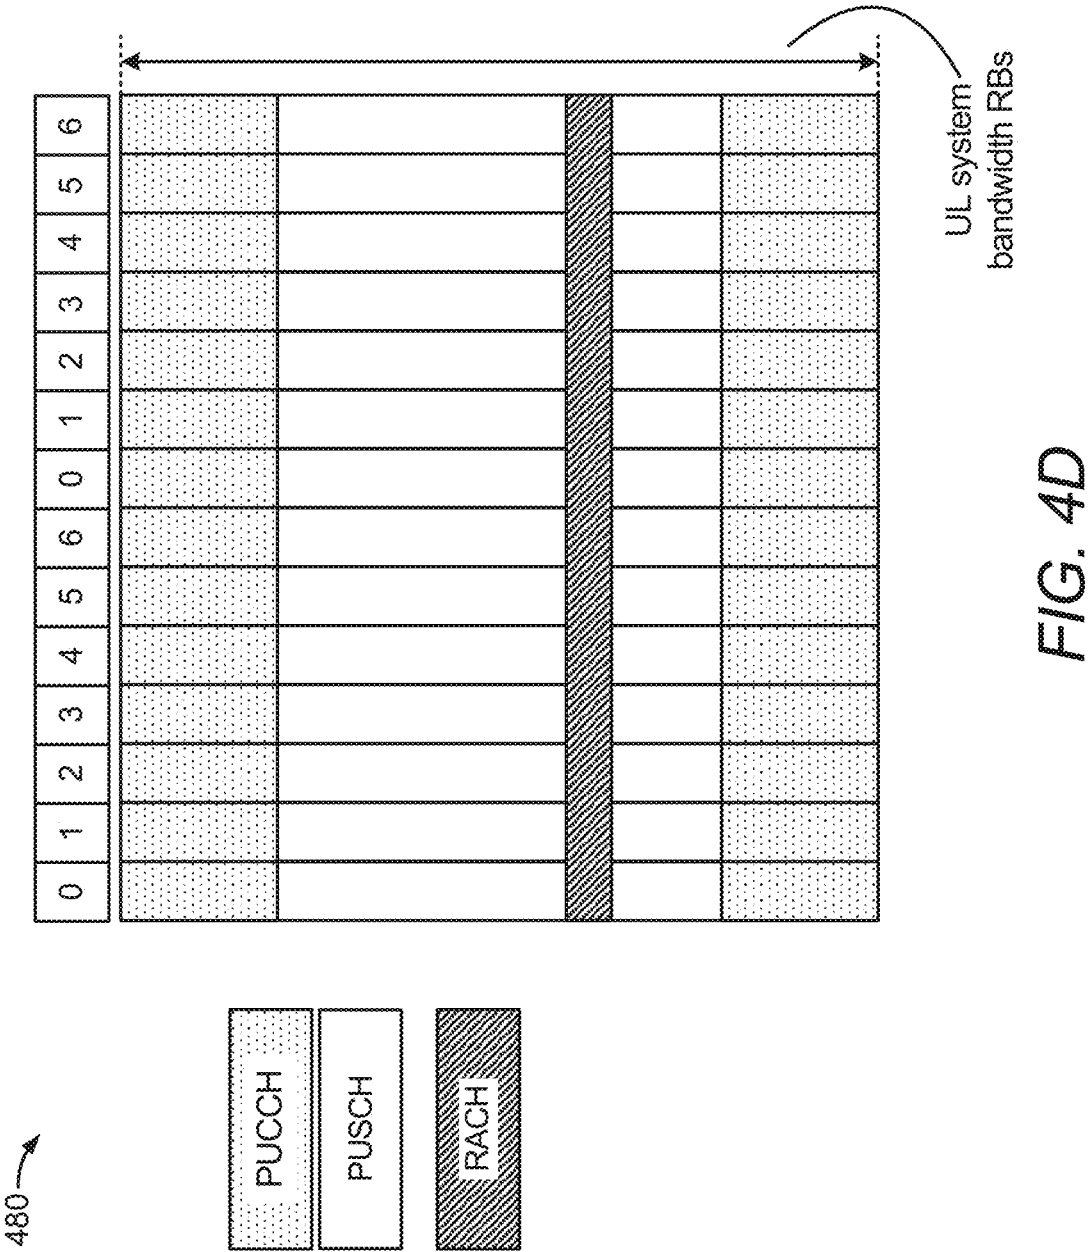 480
PUCCH
PUSCH
RACH
0 1 2 3 4 5 6 0 1 2 3 4 5 6
UL system
bandwidth RBs
FIG. 4D